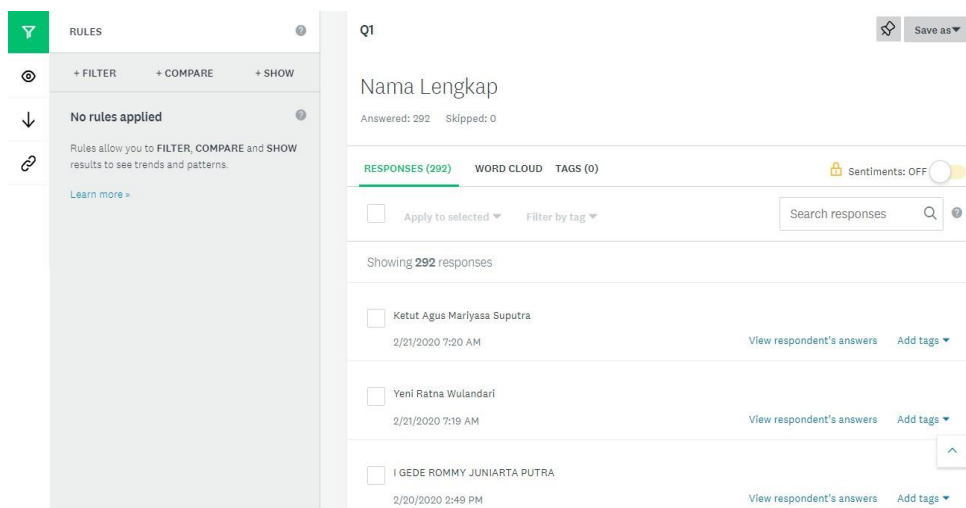 RULES
+ FILTER + COMPARE + SHOW
No rules applied
Rules allow you to FILTER, COMPARE and SHOW
results to see trends and patterns.
Learn more »
Q1
Save as
Nama Lengkap
Answered: 292 Skipped: 0
RESPONSES (292) WORD CLOUD TAGS (0)
Sentiments: OFF
Apply to selected Filter by tag
Search responses
Showing 292 responses
Ketut Agus Mariyasa Suputra
2/21/2020 7:20 AM
View respondent's answers Add tags
Yeni Ratna Wulandari
2/21/2020 7:19 AM
View respondent's answers Add tags
I GEDE ROMMY JUNIARTA PUTRA
2/20/2020 2:49 PM
View respondent's answers Add tags